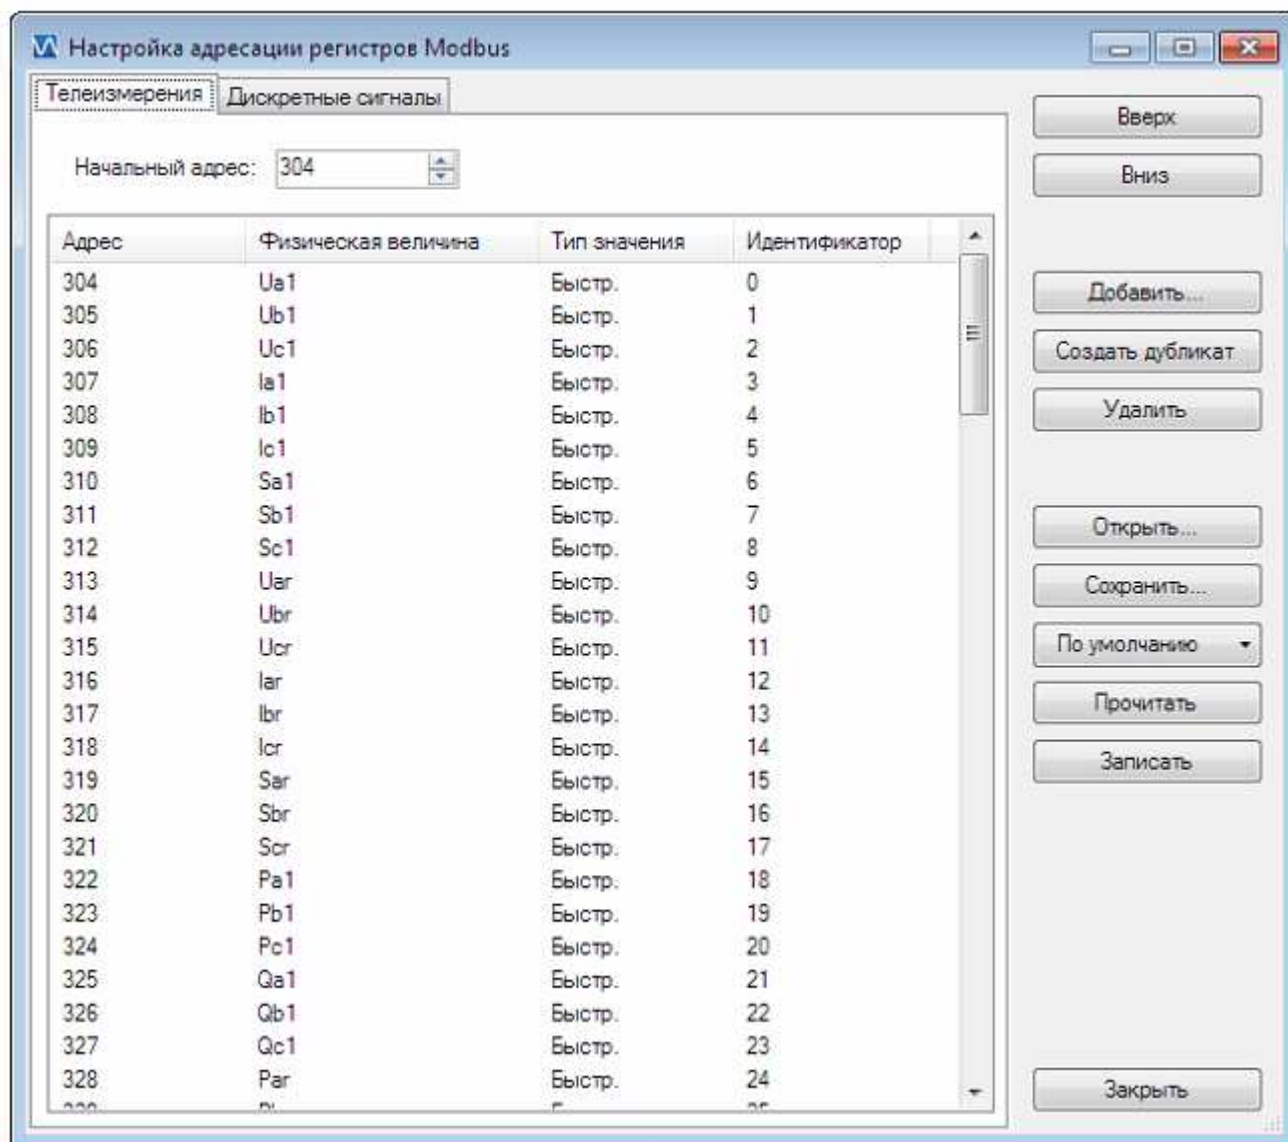 Настройка адресации регистров Modbus
Телеизмерения Дискретные сигналы
Начальный адрес: 304
Адрес Физическая величина Тип значения Идентификатор
304 Ua1 Быстр. 0
305 Ub1 Быстр. 1
306 Uc1 Быстр. 2
307 Ia1 Быстр. 3
308 Ib1 Быстр. 4
309 Ic1 Быстр. 5
310 Sa1 Быстр. 6
311 Sb1 Быстр. 7
312 Sc1 Быстр. 8
313 Uar Быстр. 9
314 Ubr Быстр. 10
315 Ucr Быстр. 11
316 Iar Быстр. 12
317 Ibr Быстр. 13
318 Icr Быстр. 14
319 Sar Быстр. 15
320 Sbr Быстр. 16
321 Scr Быстр. 17
322 Pa1 Быстр. 18
323 Pb1 Быстр. 19
324 Pc1 Быстр. 20
325 Qa1 Быстр. 21
326 Qb1 Быстр. 22
327 Qc1 Быстр. 23
328 Par Быстр. 24
Вверх
Вниз
Добавить...
Создать дубликат
Удалить
Открыть...
Сохранить...
По умолчанию
Прочитать
Записать
Закрыть